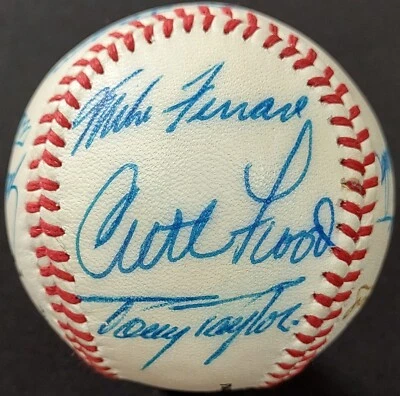 Mike Ferraro
Curt Flood
Tony Taylor